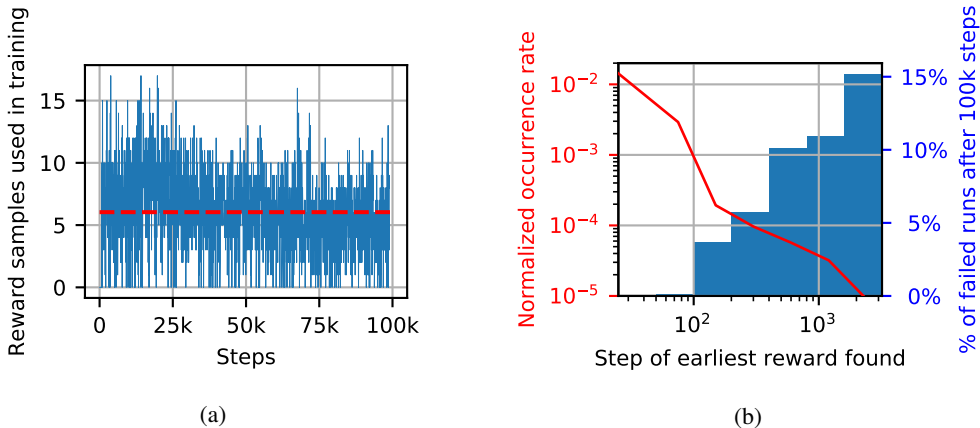 Reward samples used in training
15
10
5
0
0 25k 50k 75k 100k
Steps
(a)
Normalized occurrence rate
10^{-2}
10^{-3}
10^{-4}
10^{-5}
10^{2} 10^{3}
Step of earliest reward found
15%
10%
5%
0%
% of failed runs after 100k steps
(b)